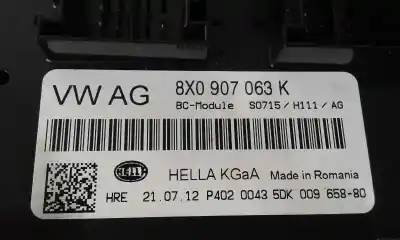 VW AG
8X0 907 063 K
BC-Module S0715 / H111 / AG
HELLA
HELLA KGaA Made in Romania
HRE 21.07.12 P402 0043 5DK 009 658-80